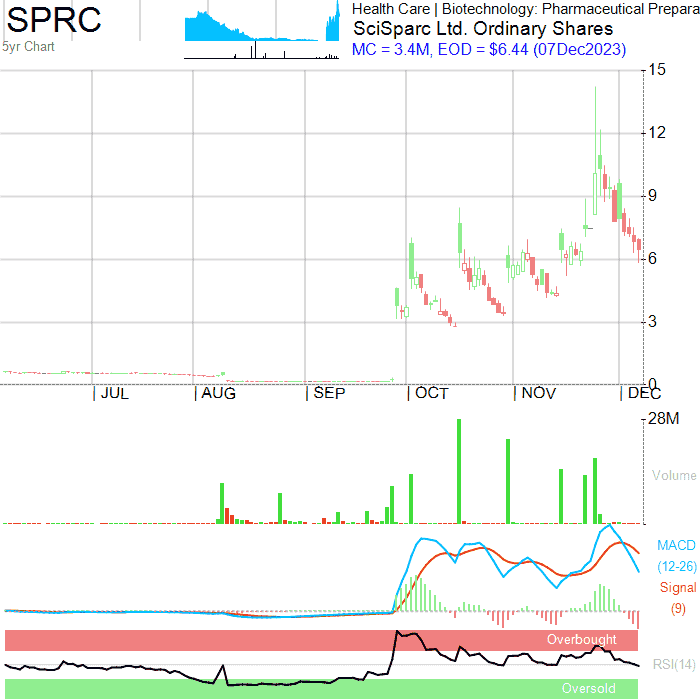 SPRC
5yr Chart
Health Care | Biotechnology: Pharmaceutical Prepara
SciSparc Ltd. Ordinary Shares
MC = 3.4M, EOD = $6.44 (07Dec2023)
15
12
9
6
3
0
JUL AUG SEP OCT NOV DEC
28M
Volume
MACD
(12-26)
Signal
(9)
Overbought
RSI(14)
Oversold